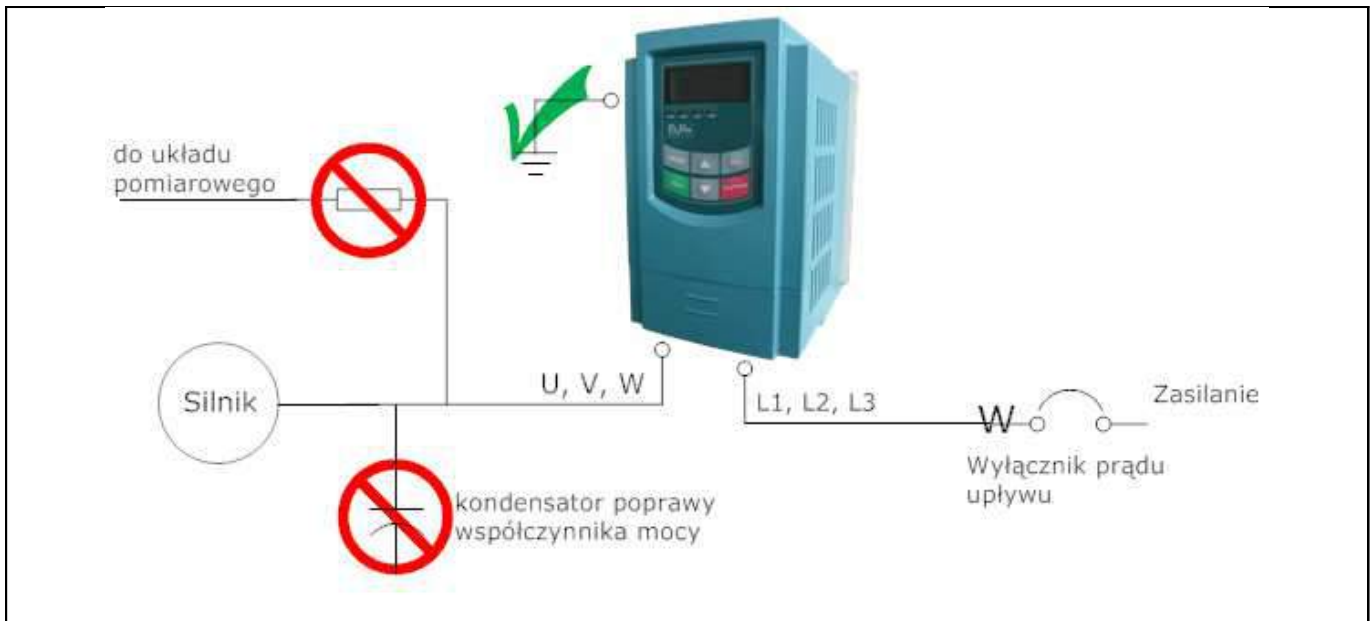 do układu
pomiarowego
Silnik
U, V, W
L1, L2, L3
W
Zasilanie
Wyłącznik prądu
upływu
kondensator poprawy
współczynnika mocy